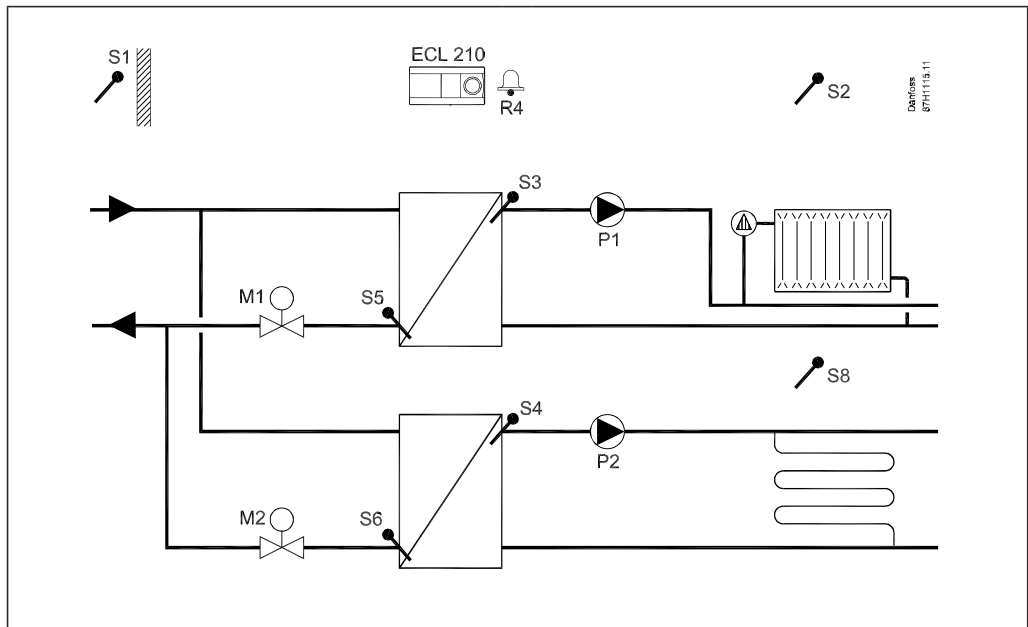 S1
ECL 210
R4
S2
Danfoss
87H1115.11
S3
P1
M1
S5
S8
S4
P2
M2
S6